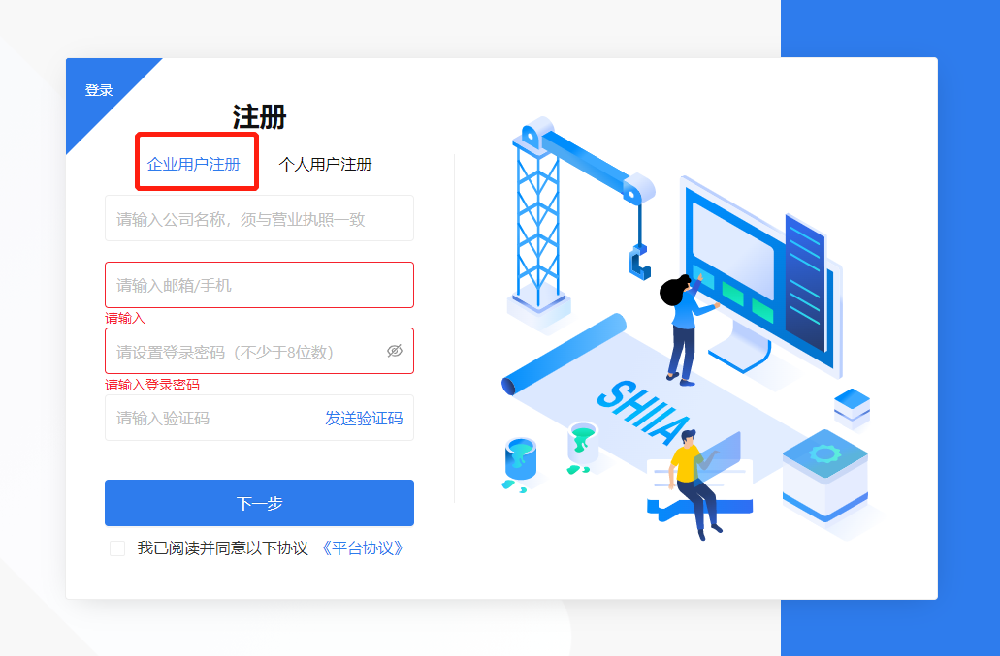 登录
注册
企业用户注册 个人用户注册
请输入公司名称，须与营业执照一致
请输入邮箱/手机
请输入
请设置登录密码（不少于8位数）
请输入登录密码
请输入验证码 发送验证码
下一步
我已阅读并同意以下协议 《平台协议》
SHIIA